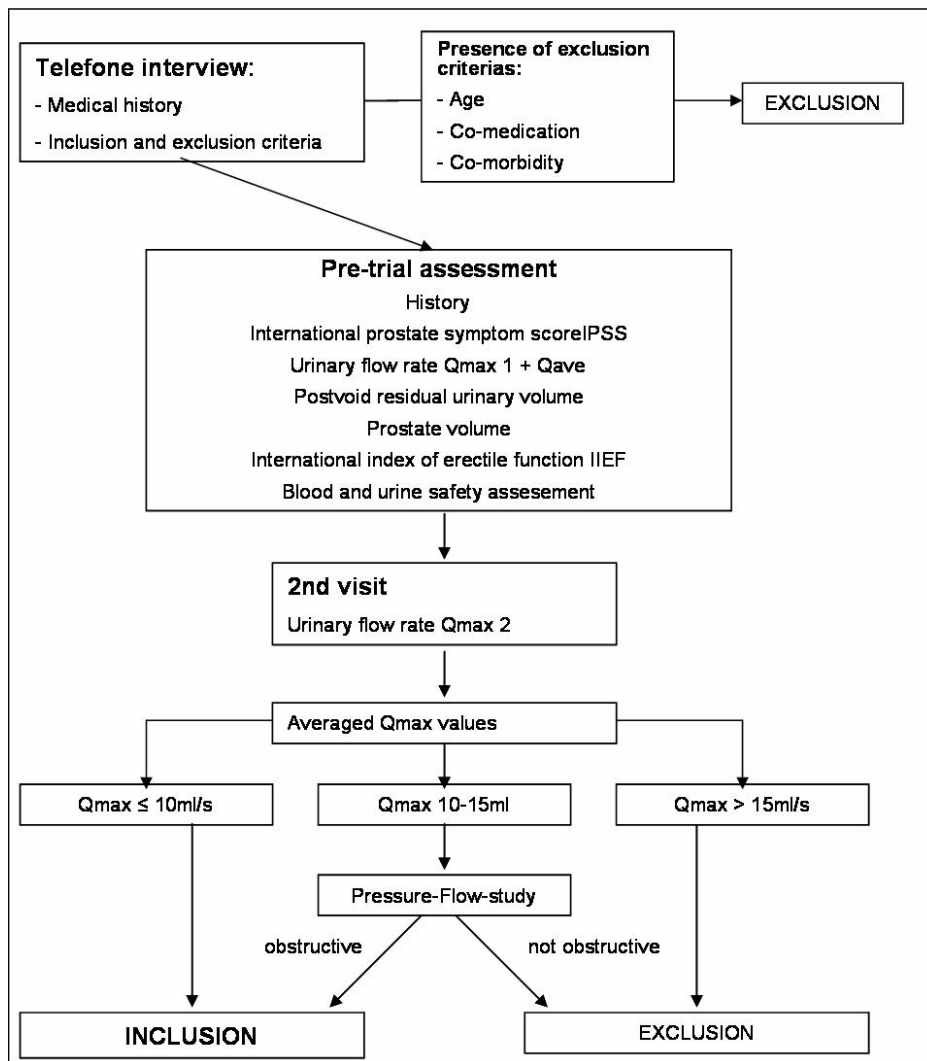 Telefone interview:
- Medical history
- Inclusion and exclusion criteria
Presence of exclusion
criterias:
- Age
- Co-medication
- Co-morbidity
EXCLUSION
Pre-trial assessment
History
International prostate symptom scoreIPSS
Urinary flow rate Qmax 1 + Qave
Postvoid residual urinary volume
Prostate volume
International index of erectile function IIEF
Blood and urine safety assesement
2nd visit
Urinary flow rate Qmax 2
Averaged Qmax values
Qmax ≤ 10ml/s
Qmax 10-15ml
Qmax > 15ml/s
Pressure-Flow-study
obstructive
not obstructive
INCLUSION
EXCLUSION